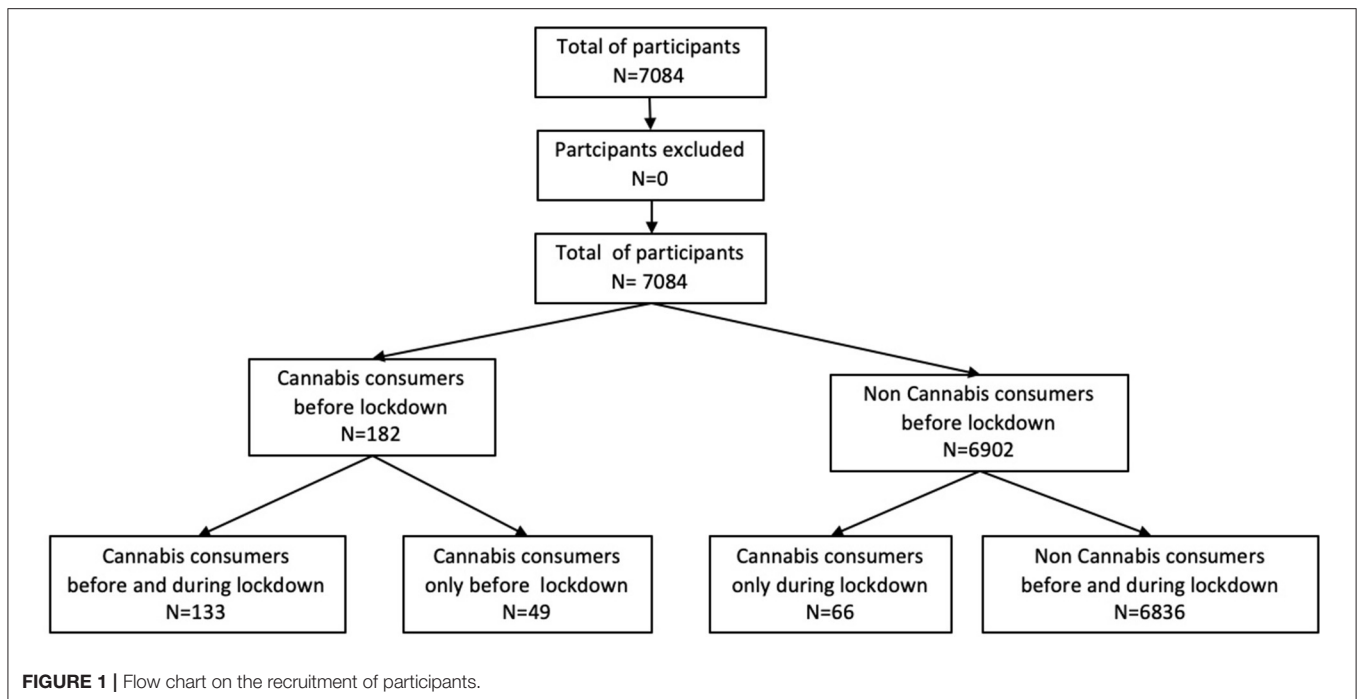 Total of participants
N=7084
Partcipants excluded
N=0
Total of participants
N= 7084
Cannabis consumers
before lockdown
N=182
Non Cannabis consumers
before lockdown
N=6902
Cannabis consumers
before and during lockdown
N=133
Cannabis consumers
only before lockdown
N=49
Cannabis consumers
only during lockdown
N=66
Non Cannabis consumers
before and during lockdown
N=6836
FIGURE 1 | Flow chart on the recruitment of participants.